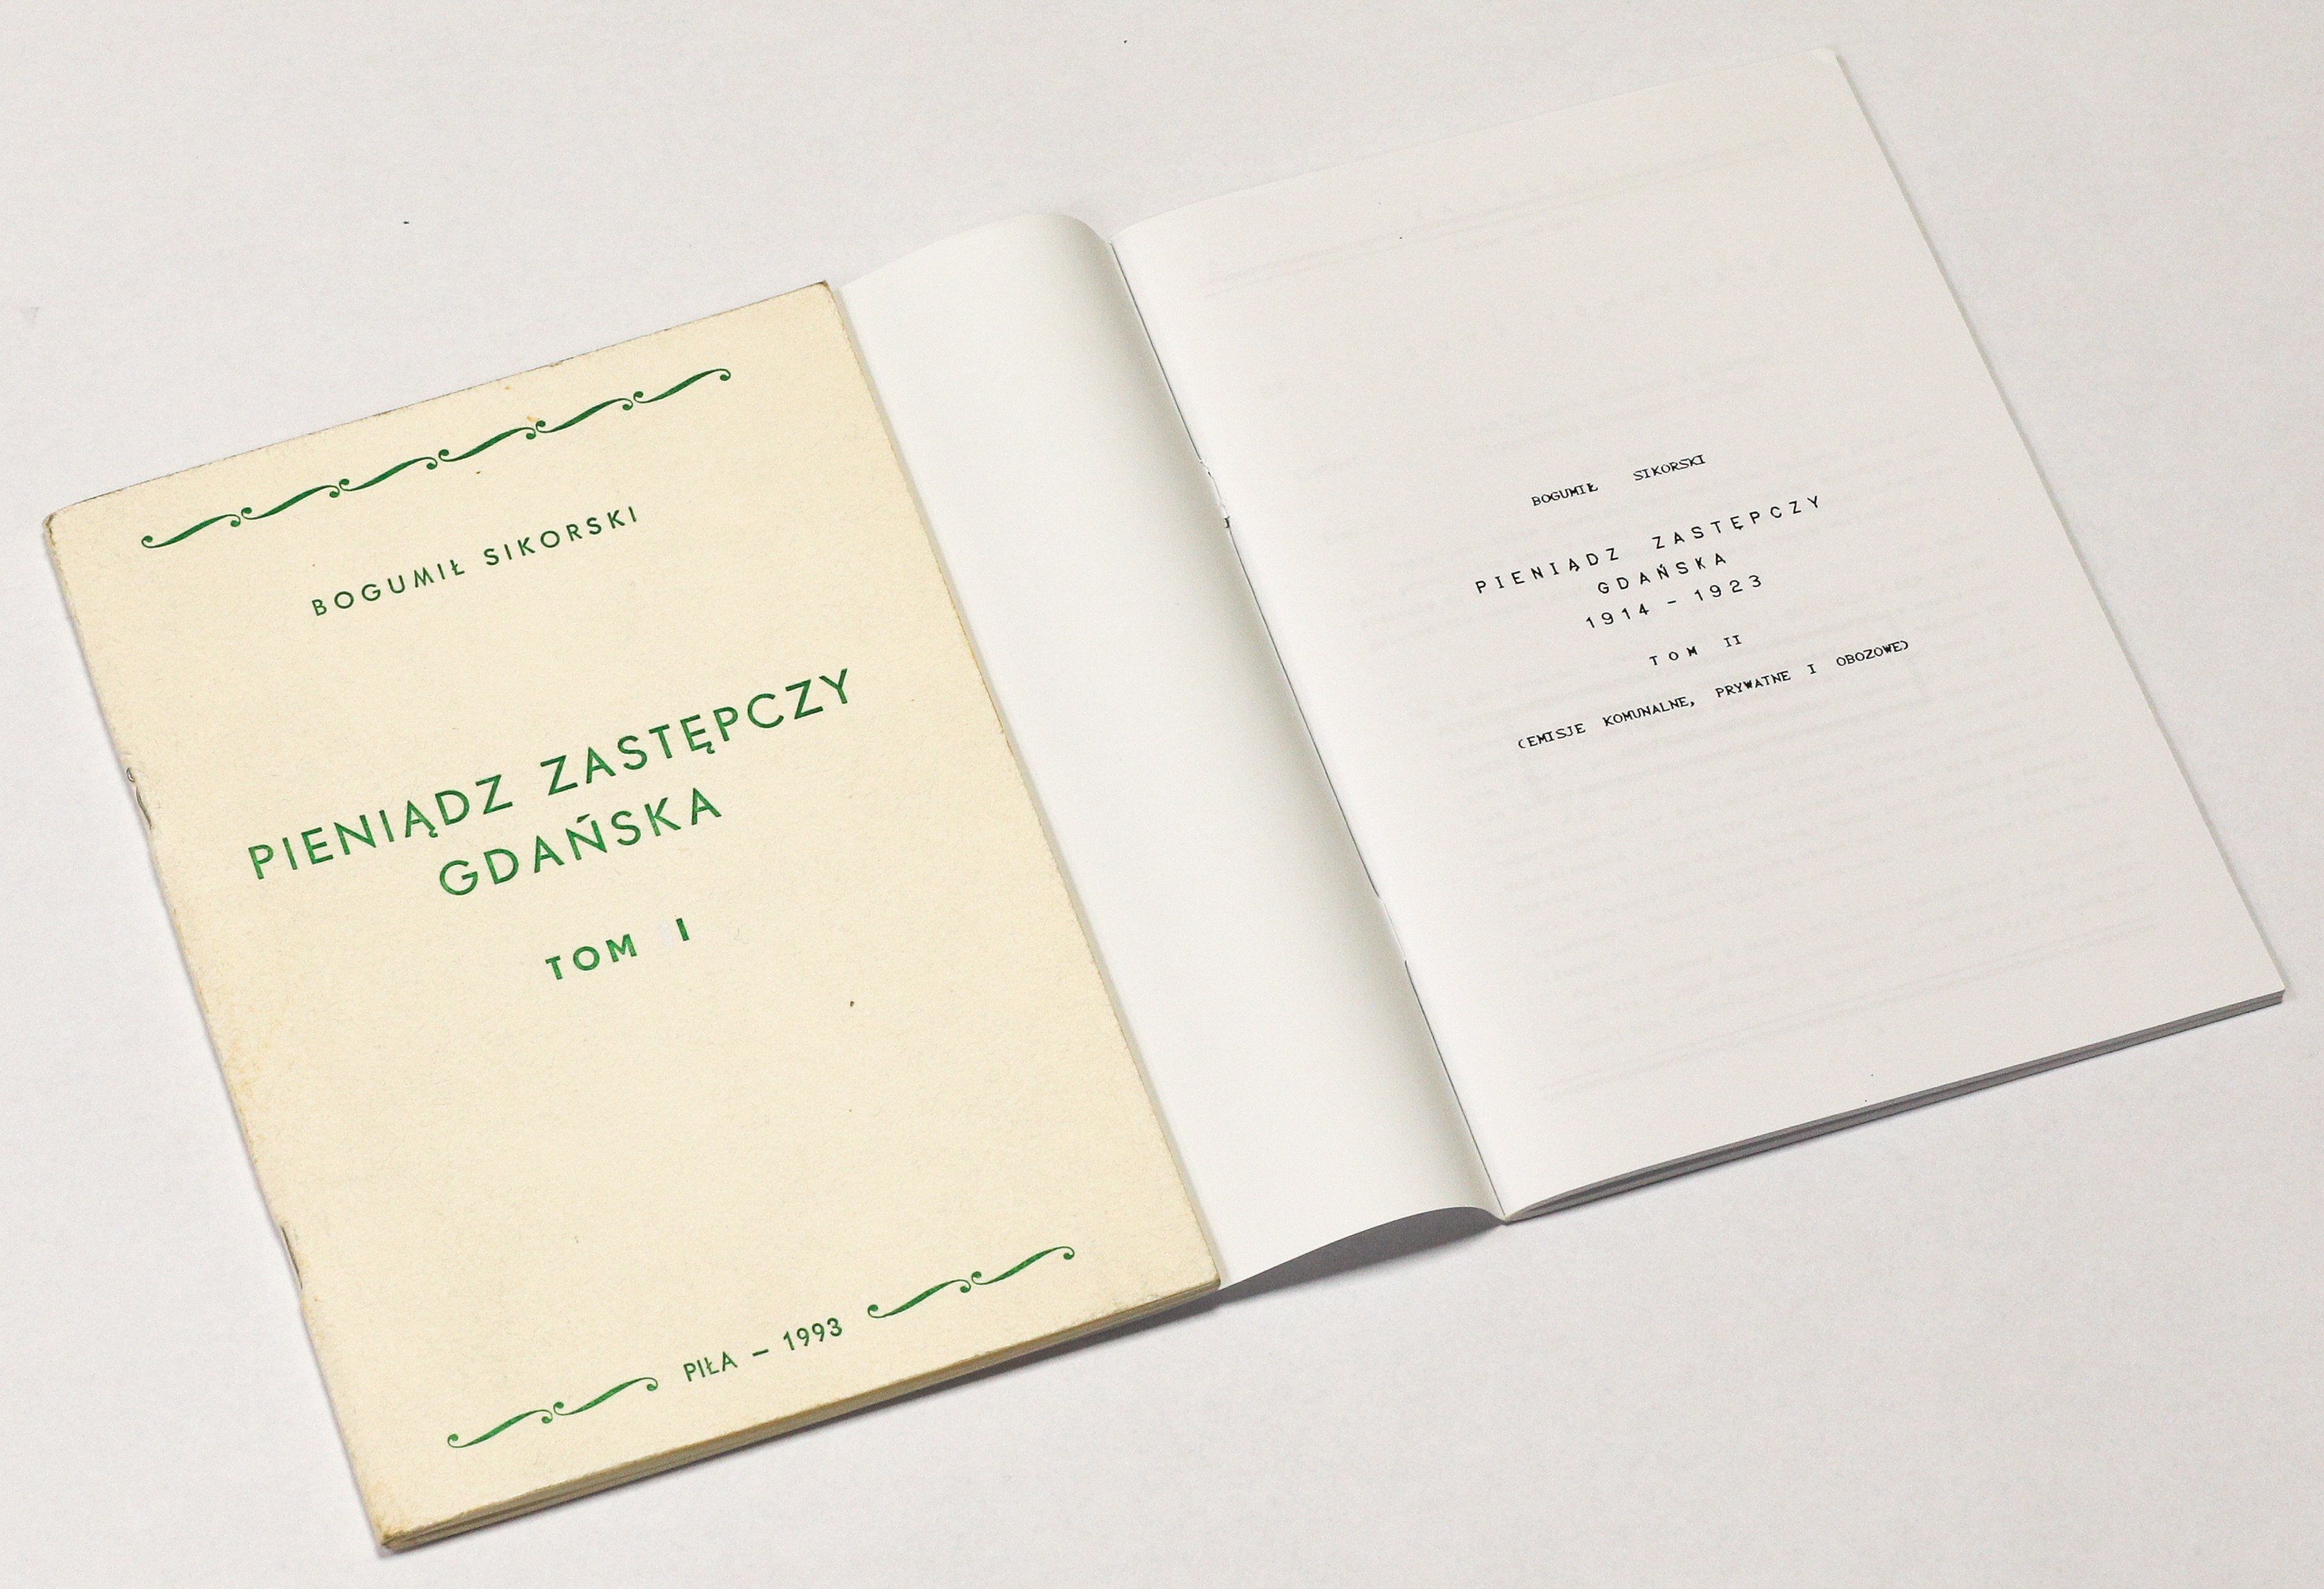 BOGUMIŁ SIKORSKI
PIENIĄDZ ZASTĘPCZY
GDAŃSKA
TOM I
PIŁA – 1993
BOGUMIŁ SIKORSKI
PIENIĄDZ ZASTĘPCZY
GDAŃSKA
1914 – 1923
TOM II
(EMISJE KOMUNALNE, PRYWATNE I OBOZOWE)